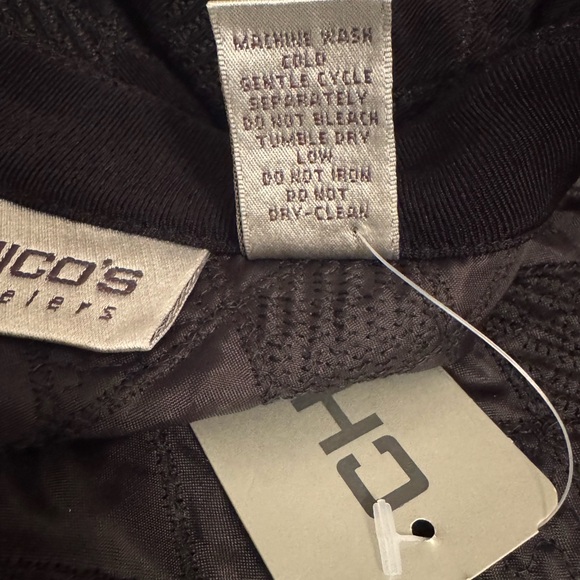 MACHINE WASH
COLD
GENTLE CYCLE
SEPARATELY
DO NOT BLEACH
TUMBLE DRY
LOW
DO NOT IRON
DO NOT
DRY-CLEAN
ICO'S
elers
CH